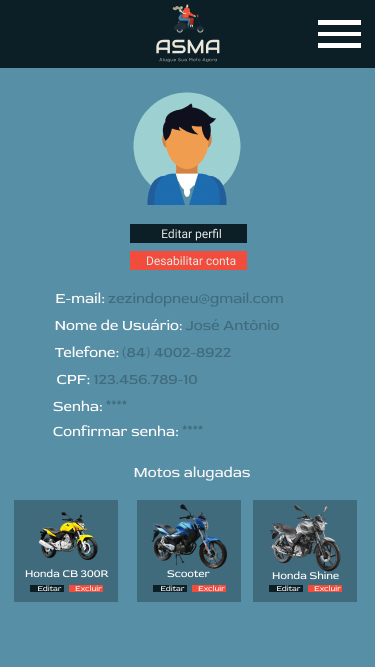 ASMA
Alugue Sua Moto Agora
Editar perfil
Desabilitar conta
E-mail: zezindopneu@gmail.com
Nome de Usuário: José Antônio
Telefone: (84) 4002-8922
CPF: 123.456.789-10
Senha: ****
Confirmar senha: ****
Motos alugadas
Honda CB 300R
Editar Excluir
Scooter
Editar Excluir
Honda Shine
Editar Excluir